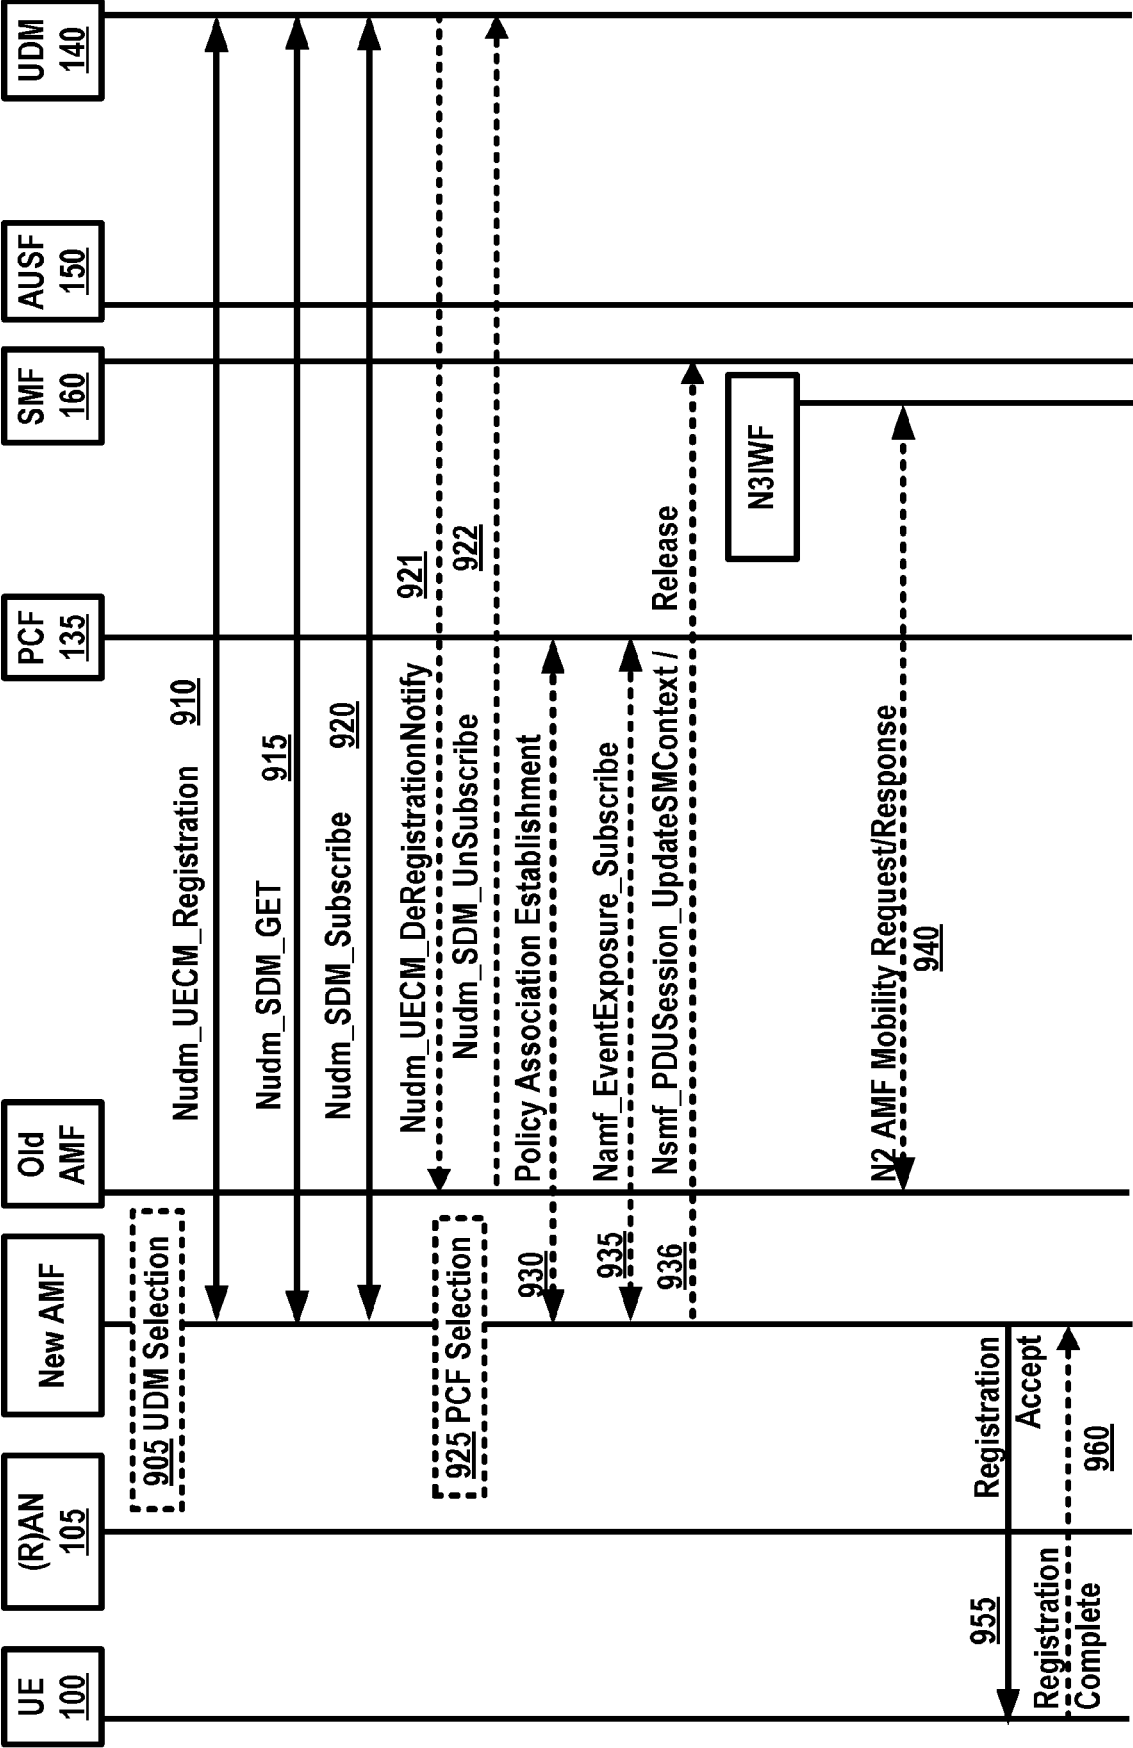 UE
100
(R)AN
105
New AMF
Old
AMF
PCF
135
SMF
160
AUSF
150
UDM
140
905 UDM Selection
Nudm_UECM_Registration
910
Nudm_SDM_GET
915
Nudm_SDM_Subscribe
920
Nudm_UECM_DeRegistrationNotify
921
Nudm_SDM_UnSubscribe
922
925 PCF Selection
Policy Association Establishment
930
Namf_EventExposure_Subscribe
935
Nsmf_PDUSession_UpdateSMContext / Release
936
N3IWF
N2 AMF Mobility Request/Response
940
Registration
Accept
955
Registration
Complete
960